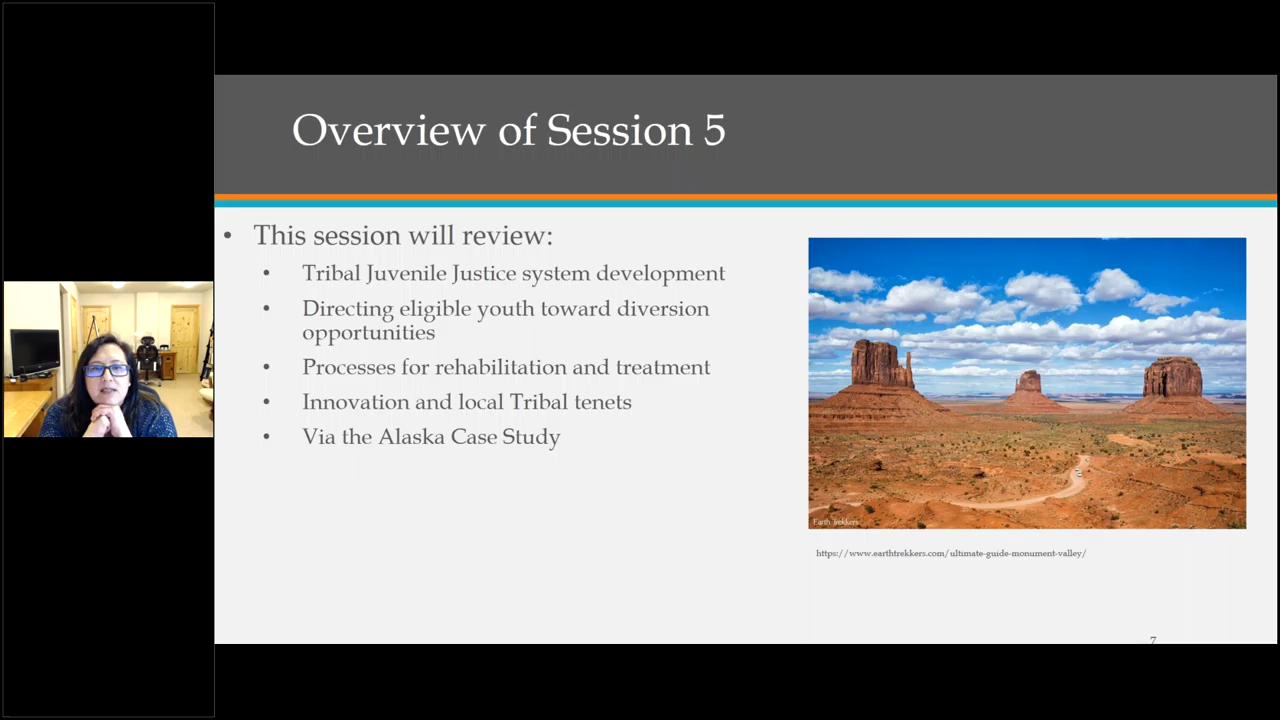 Overview of Session 5
• This session will review:
• Tribal Juvenile Justice system development
• Directing eligible youth toward diversion
opportunities
• Processes for rehabilitation and treatment
• Innovation and local Tribal tenets
• Via the Alaska Case Study
Earth Trekkers
https://www.earthtrekkers.com/ultimate-guide-monument-valley/
7